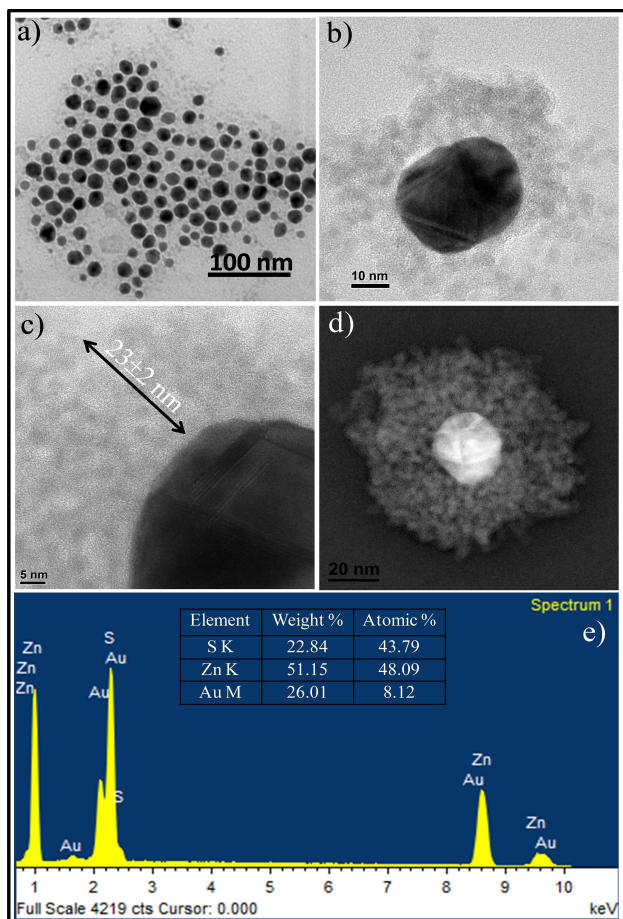 a)
100 nm
b)
10 nm
c)
23±2 nm
5 nm
d)
20 nm
Spectrum 1
e)
Element Weight % Atomic %
S K 22.84 43.79
Zn K 51.15 48.09
Au M 26.01 8.12
Zn
Zn
Zn
S
Au
Au
S
Au
Zn
Au
Zn
Au
1 2 3 4 5 6 7 8 9 10
Full Scale 4219 cts Cursor: 0.000 keV